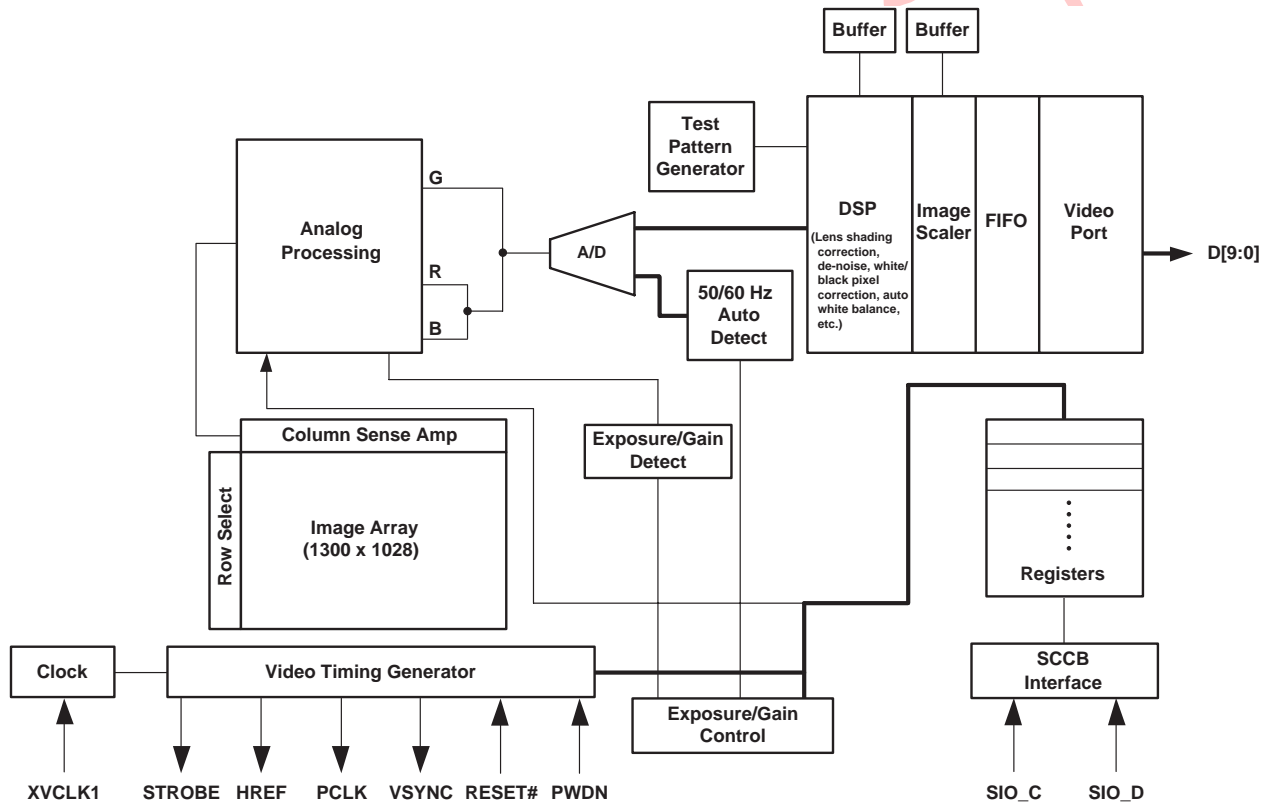 Buffer
Buffer
Test
Pattern
Generator
DSP
(Lens shading
correction,
de-noise, white/
black pixel
correction, auto
white balance,
etc.)
Image
Scaler
FIFO
Video
Port
D[9:0]
Analog
Processing
G
R
B
A/D
50/60 Hz
Auto
Detect
Column Sense Amp
Row Select
Image Array
(1300 x 1028)
Exposure/Gain
Detect
Registers
Clock
Video Timing Generator
Exposure/Gain
Control
SCCB
Interface
XVCLK1
STROBE
HREF
PCLK
VSYNC
RESET#
PWDN
SIO_C
SIO_D